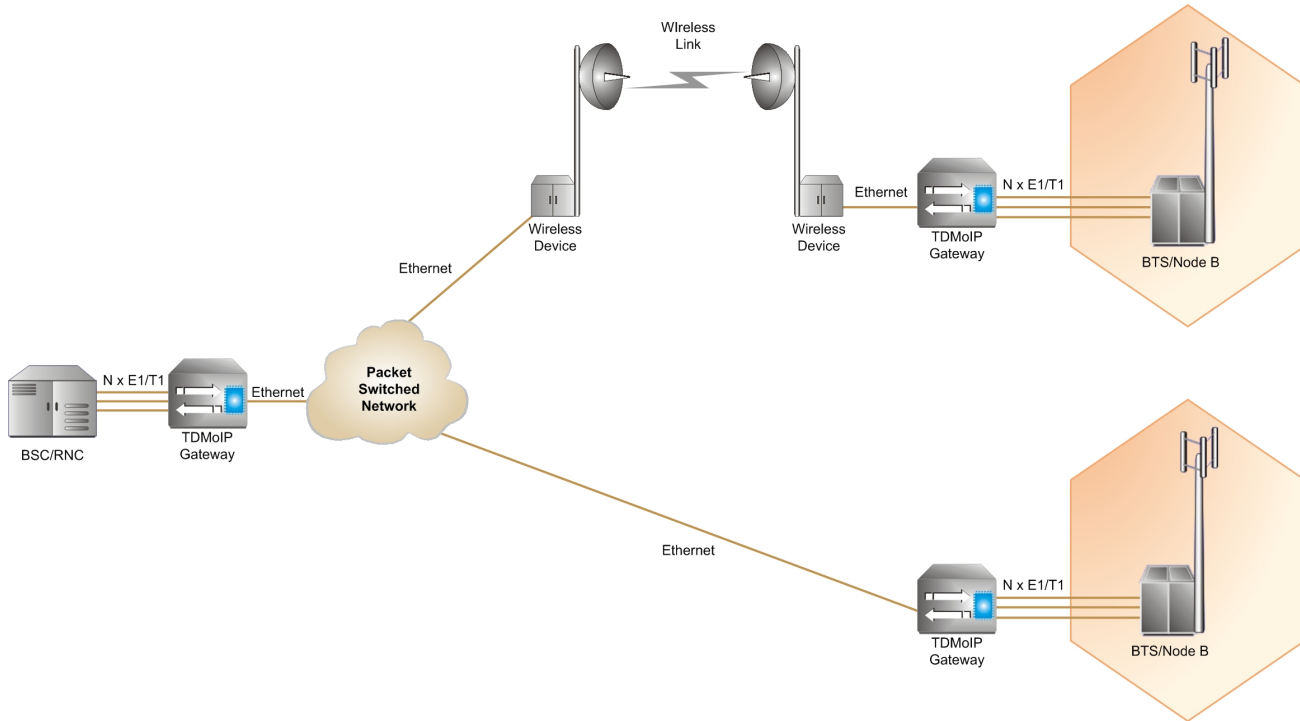 WIreless
Link
Ethernet
N x E1/T1
Wireless
Device
Wireless
Device
TDMoIP
Gateway
BTS/Node B
Ethernet
Packet
Switched
Network
N x E1/T1
Ethernet
BSC/RNC
TDMoIP
Gateway
Ethernet
N x E1/T1
TDMoIP
Gateway
BTS/Node B